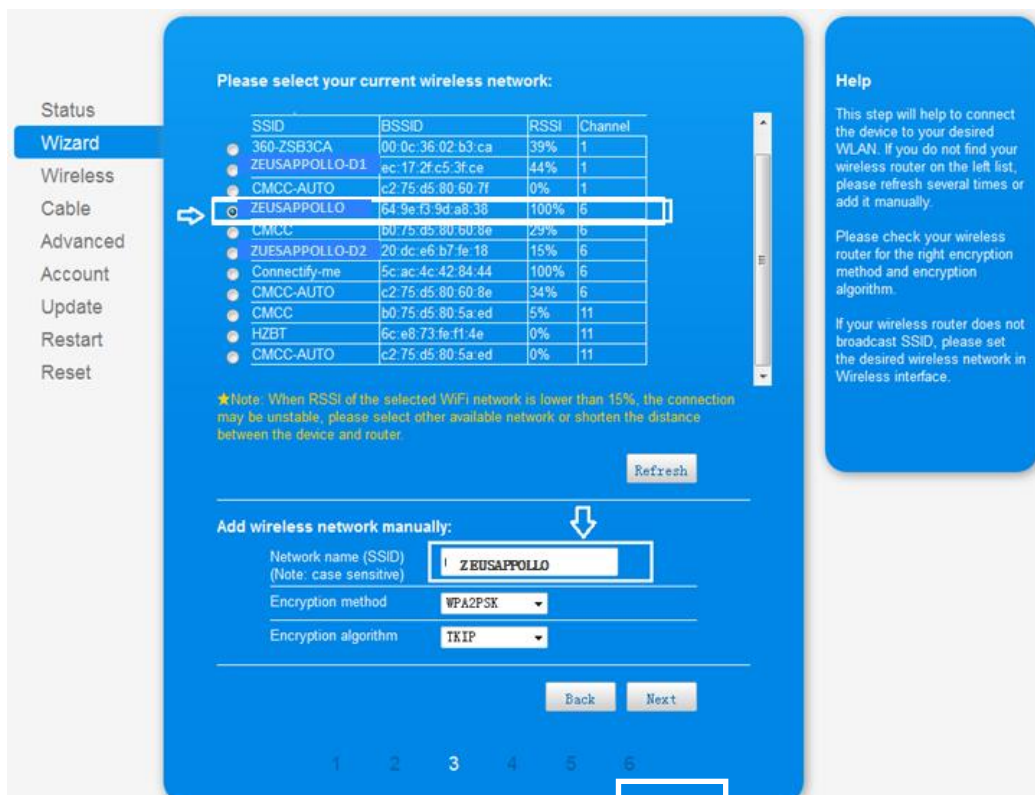 Status
Wizard
Wireless
Cable
Advanced
Account
Update
Restart
Reset
Please select your current wireless network:
SSID BSSID RSSI Channel
360-ZSB3CA 00:0c:36:02:b3:ca 39% 1
ZEUSAPPOLLO-D1 ec:17:2f:c5:3f:ce 44% 1
CMCC-AUTO c2:75:d5:80:60:7f 0% 1
ZEUSAPPOLLO 64:9e:f3:9d:a8:38 100% 6
CMCC b0:75:d5:80:60:8e 29% 6
ZUESAPPOLLO-D2 20:dc:e6:b7:fe:18 15% 6
Connectify-me 5c:ac:4c:42:84:44 100% 6
CMCC-AUTO c2:75:d5:80:60:8e 34% 6
CMCC b0:75:d5:80:5a:ed 5% 11
HZBT 6c:e8:73:fe:f1:4e 0% 11
CMCC-AUTO c2:75:d5:80:5a:ed 0% 11
★Note: When RSSI of the selected WiFi network is lower than 15%, the connection
may be unstable, please select other available network or shorten the distance
between the device and router.
Refresh
Add wireless network manually:
Network name (SSID)
(Note: case sensitive)
ZEUSAPPOLLO
Encryption method WPA2PSK
Encryption algorithm TKIP
Back Next
1 2 3 4 5 6
Help
This step will help to connect
the device to your desired
WLAN. If you do not find your
wireless router on the left list,
please refresh several times or
add it manually.
Please check your wireless
router for the right encryption
method and encryption
algorithm.
If your wireless router does not
broadcast SSID, please set
the desired wireless network in
Wireless interface.